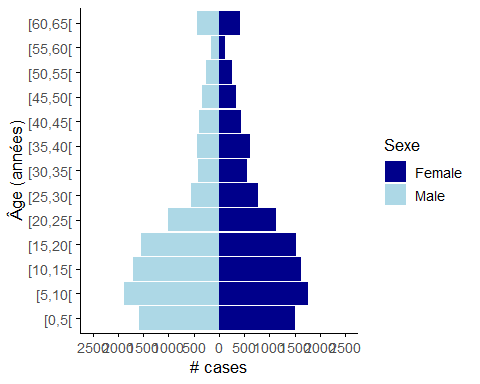 [60,65[
[55,60[
[50,55[
[45,50[
[40,45[
[35,40[
[30,35[
[25,30[
[20,25[
[15,20[
[10,15[
[5,10[
[0,5[
Âge (années)
2500 2000 1500 1000 500 0 500 1000 1500 2000 2500
# cases
Sexe
Female
Male